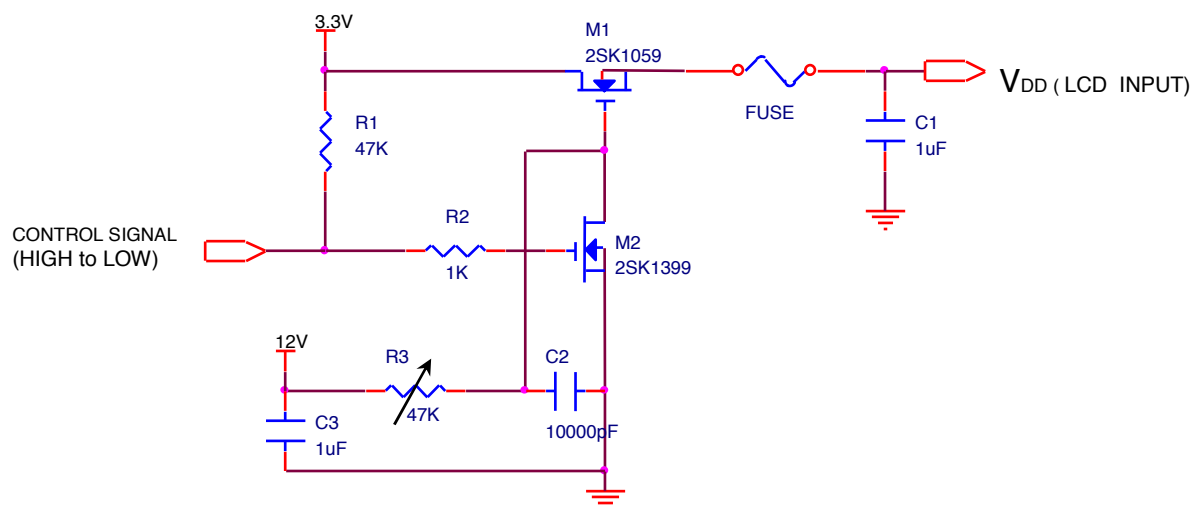 3.3V
M1
2SK1059
FUSE
VDD ( LCD INPUT)
R1
47K
C1
1uF
CONTROL SIGNAL
(HIGH to LOW)
R2
1K
M2
2SK1399
12V
R3
47K
C2
10000pF
C3
1uF